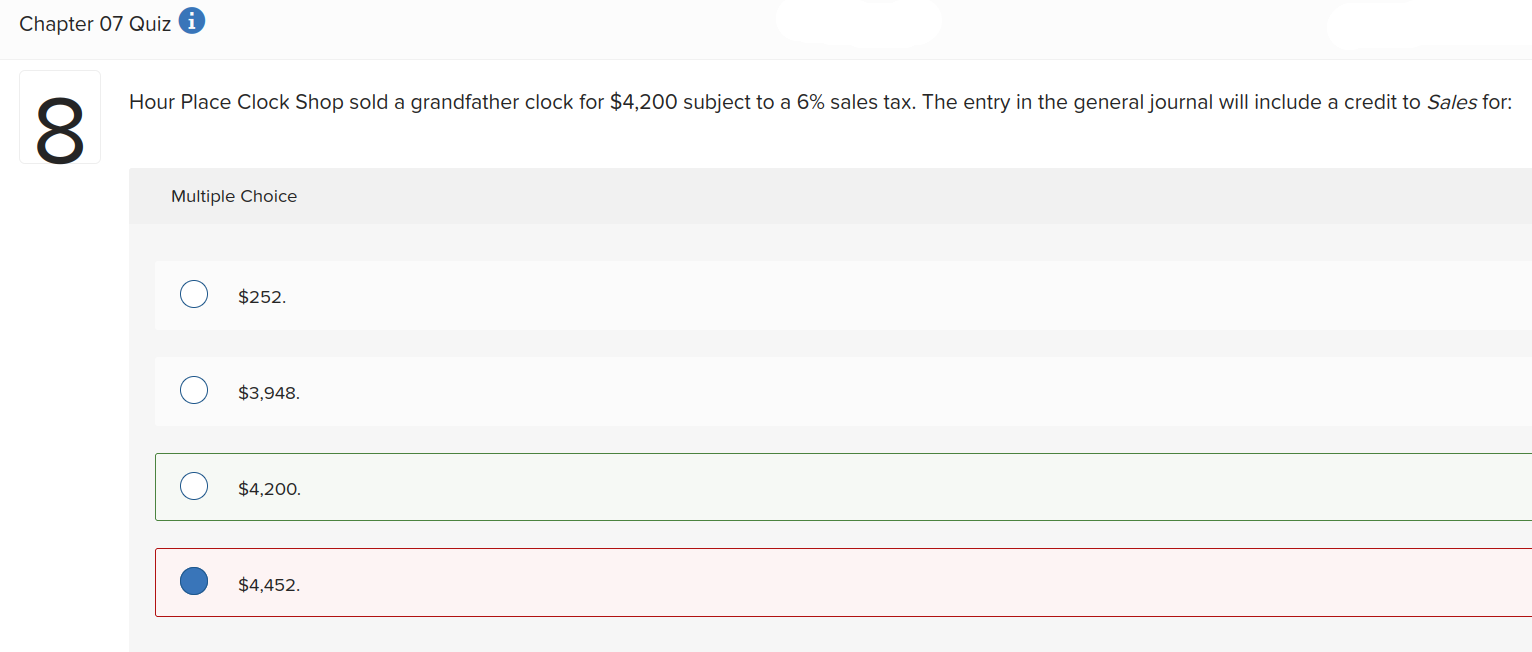 Chapter 07 Quiz i
8
Hour Place Clock Shop sold a grandfather clock for $4,200 subject to a 6% sales tax. The entry in the general journal will include a credit to Sales for:
Multiple Choice
$252.
$3,948.
$4,200.
$4,452.